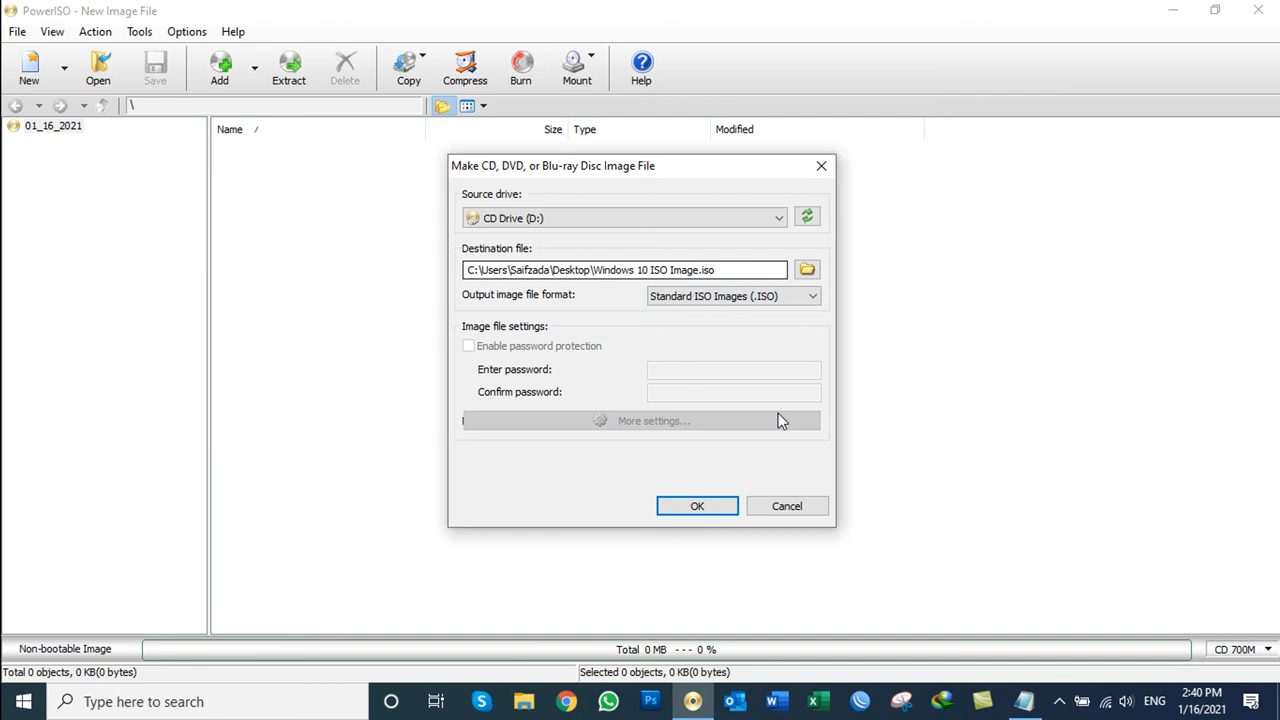 PowerISO - New Image File
File View Action Tools Options Help
New Open Save Add Extract Delete Copy Compress Burn Mount Help
\
01_16_2021
Name / Size Type Modified
Make CD, DVD, or Blu-ray Disc Image File
Source drive:
CD Drive (D:)
Destination file:
C:\Users\Saifzada\Desktop\Windows 10 ISO Image.iso
Output image file format: Standard ISO Images (.ISO)
Image file settings:
Enable password protection
Enter password:
Confirm password:
More settings...
OK Cancel
Non-bootable Image Total 0 MB --- 0 % CD 700M
Total 0 objects, 0 KB(0 bytes) Selected 0 objects, 0 KB(0 bytes)
Type here to search
ENG
2:40 PM
1/16/2021